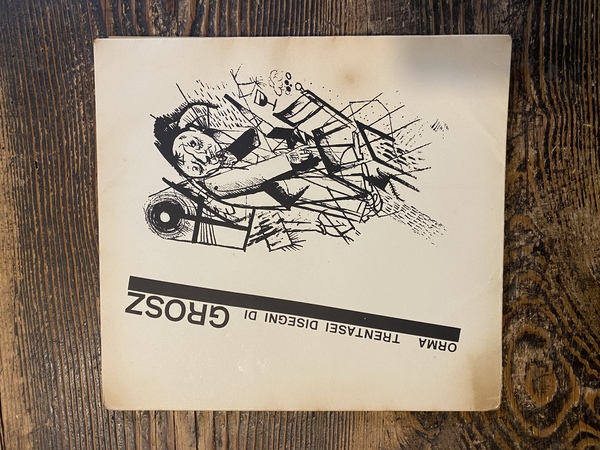 ORMA TRENTASEI DISEGNI DI GROSZ